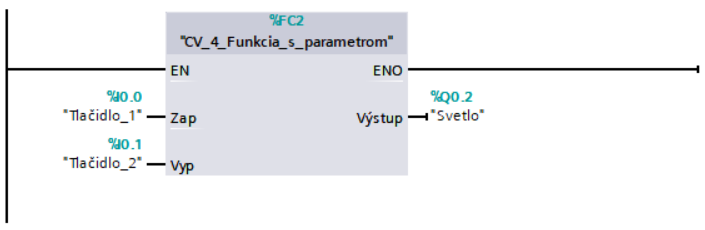 %FC2
"CV_4_Funkcia_s_parametrom"
EN ENO
%I0.0 %Q0.2
"Tlačidlo_1" Zap Výstup "Svetlo"
%I0.1
"Tlačidlo_2" Vyp